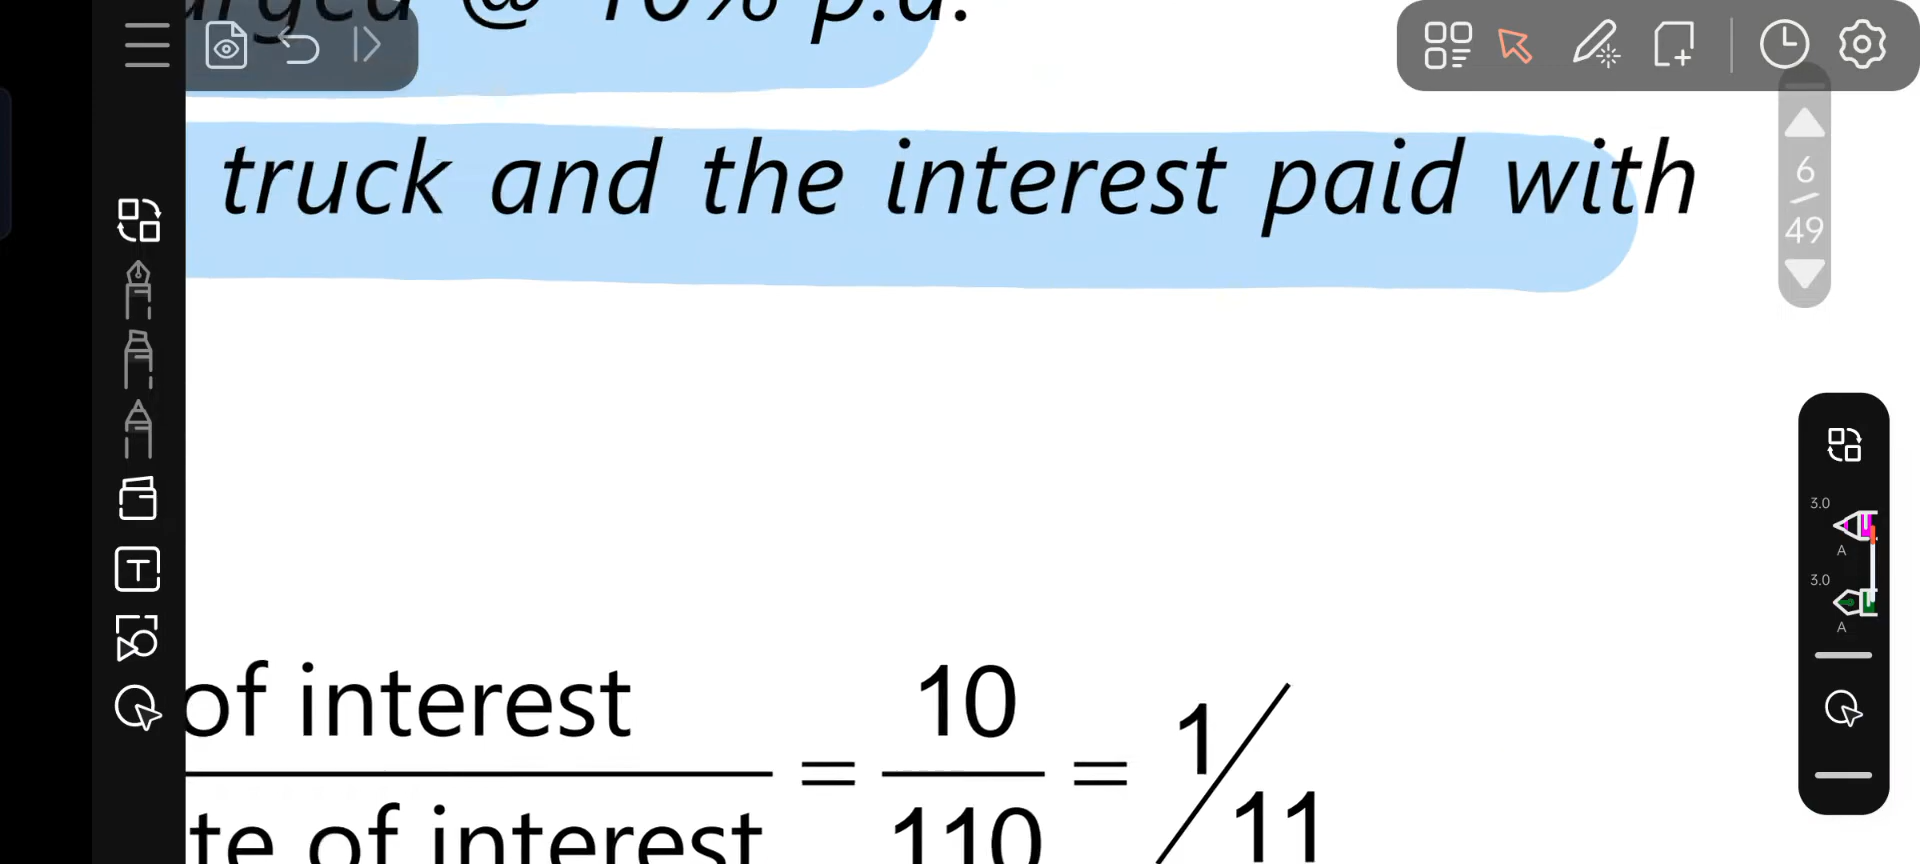 @ 10% p.a.
truck and the interest paid with
6
49
3.0
A
3.0
A
of interest = 10 = 1/11
te of interest 110